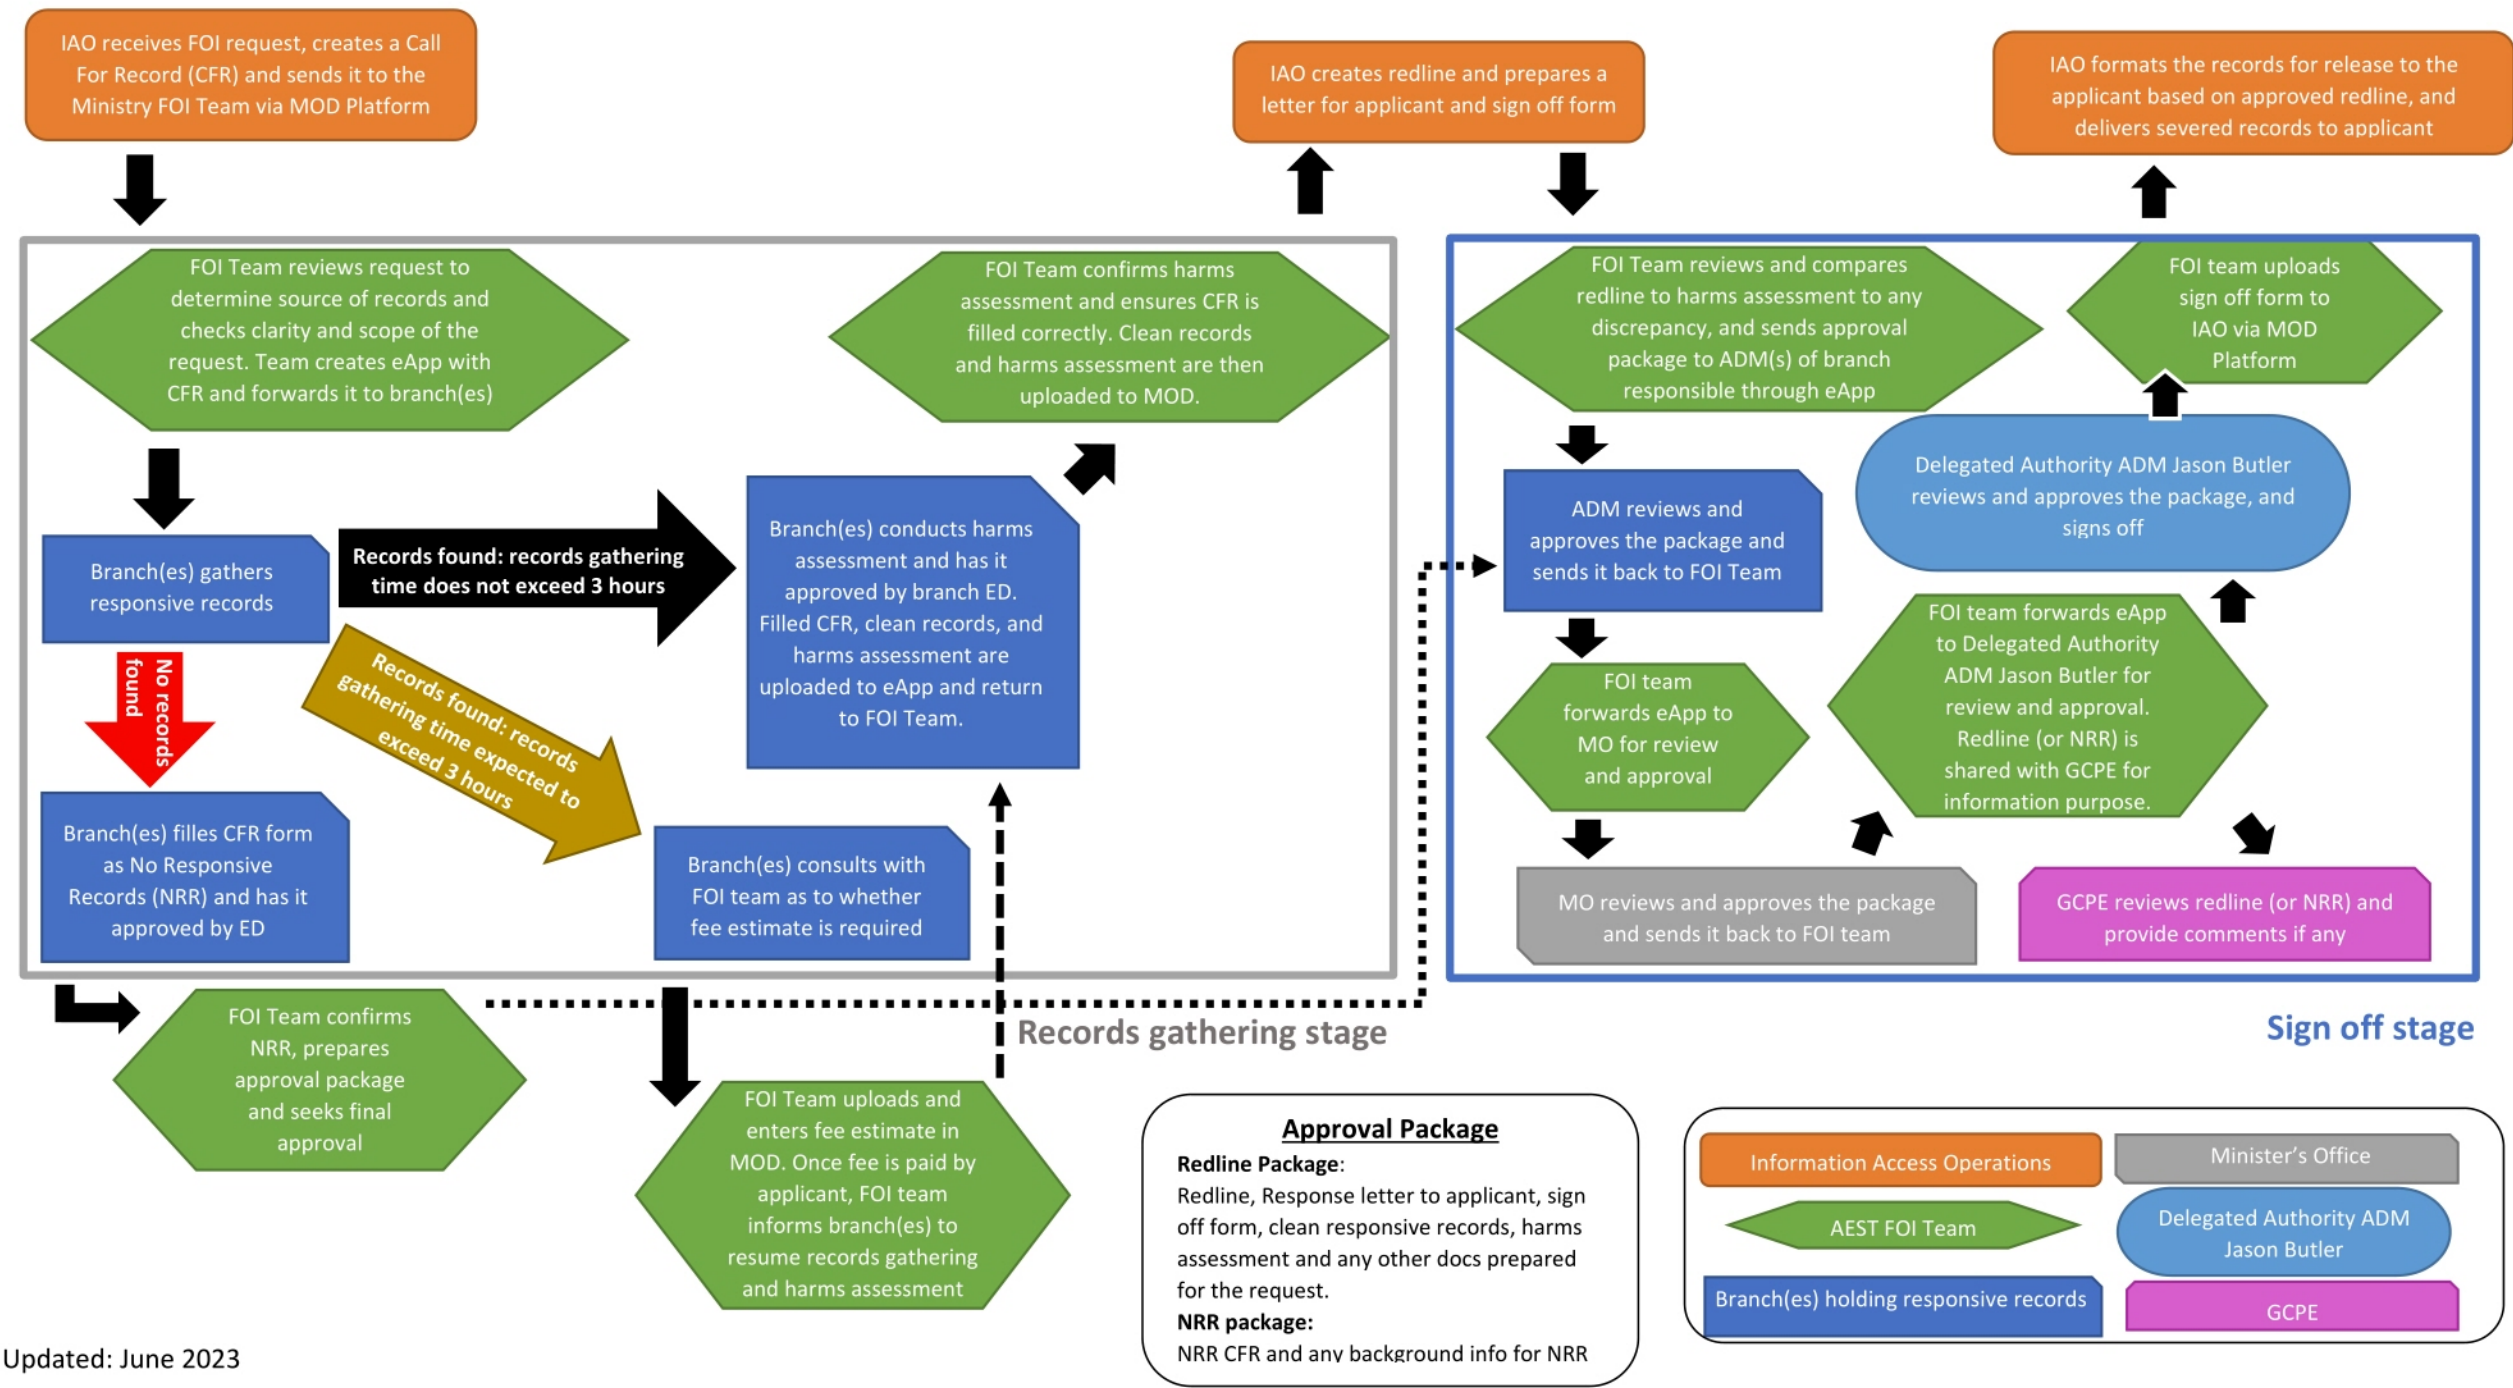 IAO receives FOI request, creates a Call
For Record (CFR) and sends it to the
Ministry FOI Team via MOD Platform
IAO creates redline and prepares a
letter for applicant and sign off form
IAO formats the records for release to the
applicant based on approved redline, and
delivers severed records to applicant
FOI Team reviews request to
determine source of records and
checks clarity and scope of the
request. Team creates eApp with
CFR and forwards it to branch(es)
FOI Team confirms harms
assessment and ensures CFR is
filled correctly. Clean records
and harms assessment are then
uploaded to MOD.
Branch(es) gathers
responsive records
Records found: records gathering
time does not exceed 3 hours
Branch(es) conducts harms
assessment and has it
approved by branch ED.
Filled CFR, clean records, and
harms assessment are
uploaded to eApp and return
to FOI Team.
No records
found
Records found: records
gathering time expected to
exceed 3 hours
Branch(es) filles CFR form
as No Responsive
Records (NRR) and has it
approved by ED
Branch(es) consults with
FOI team as to whether
fee estimate is required
FOI Team confirms
NRR, prepares
approval package
and seeks final
approval
FOI Team uploads and
enters fee estimate in
MOD. Once fee is paid by
applicant, FOI team
informs branch(es) to
resume records gathering
and harms assessment
Records gathering stage
FOI Team reviews and compares
redline to harms assessment to any
discrepancy, and sends approval
package to ADM(s) of branch
responsible through eApp
FOI team uploads
sign off form to
IAO via MOD
Platform
ADM reviews and
approves the package and
sends it back to FOI Team
Delegated Authority ADM Jason Butler
reviews and approves the package, and
signs off
FOI team
forwards eApp to
MO for review
and approval
FOI team forwards eApp
to Delegated Authority
ADM Jason Butler for
review and approval.
Redline (or NRR) is
shared with GCPE for
information purpose.
MO reviews and approves the package
and sends it back to FOI team
GCPE reviews redline (or NRR) and
provide comments if any
Sign off stage
Approval Package
Redline Package:
Redline, Response letter to applicant, sign
off form, clean responsive records, harms
assessment and any other docs prepared
for the request.
NRR package:
NRR CFR and any background info for NRR
Information Access Operations
Minister's Office
AEST FOI Team
Delegated Authority ADM
Jason Butler
Branch(es) holding responsive records
GCPE
Updated: June 2023